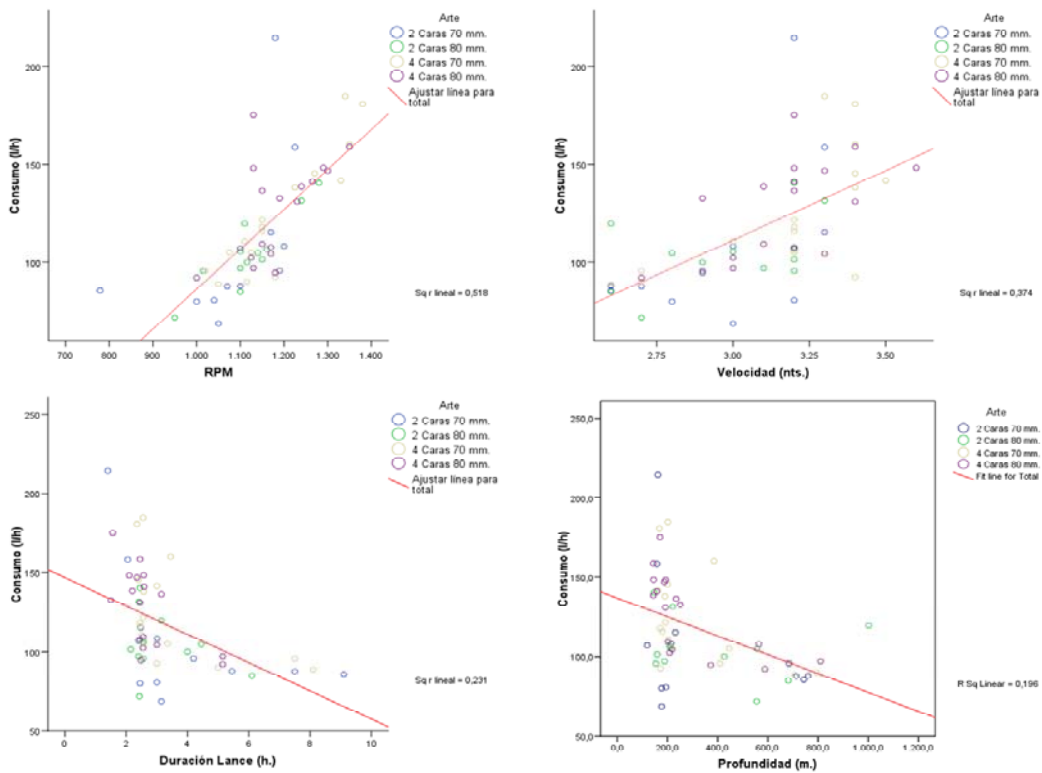 Arte
2 Caras 70 mm.
2 Caras 80 mm.
4 Caras 70 mm.
4 Caras 80 mm.
Ajustar línea para
total
Consumo (l/h)
200
150
100
Sq r lineal = 0,518
700
800
900
1.000
1.100
1.200
1.300
1.400
RPM
Arte
2 Caras 70 mm.
2 Caras 80 mm.
4 Caras 70 mm.
4 Caras 80 mm.
Ajustar línea para
total
Consumo (l/h)
200
150
100
Sq r lineal = 0,374
2.75
3.00
3.25
3.50
Velocidad (nts.)
Arte
2 Caras 70 mm.
2 Caras 80 mm.
4 Caras 70 mm.
4 Caras 80 mm.
Ajustar línea para
total
Consumo (l/h)
250
200
150
100
50
Sq r lineal = 0,231
0
2
4
6
8
10
Duración Lance (h.)
Arte
2 Caras 70 mm.
2 Caras 80 mm.
4 Caras 70 mm.
4 Caras 80 mm.
Fit line for Total
Consumo (l/h)
250,0
200,0
150,0
100,0
50,0
R Sq Linear = 0,196
0,0
200,0
400,0
600,0
800,0
1.000,0
1.200,0
Profundidad (m.)